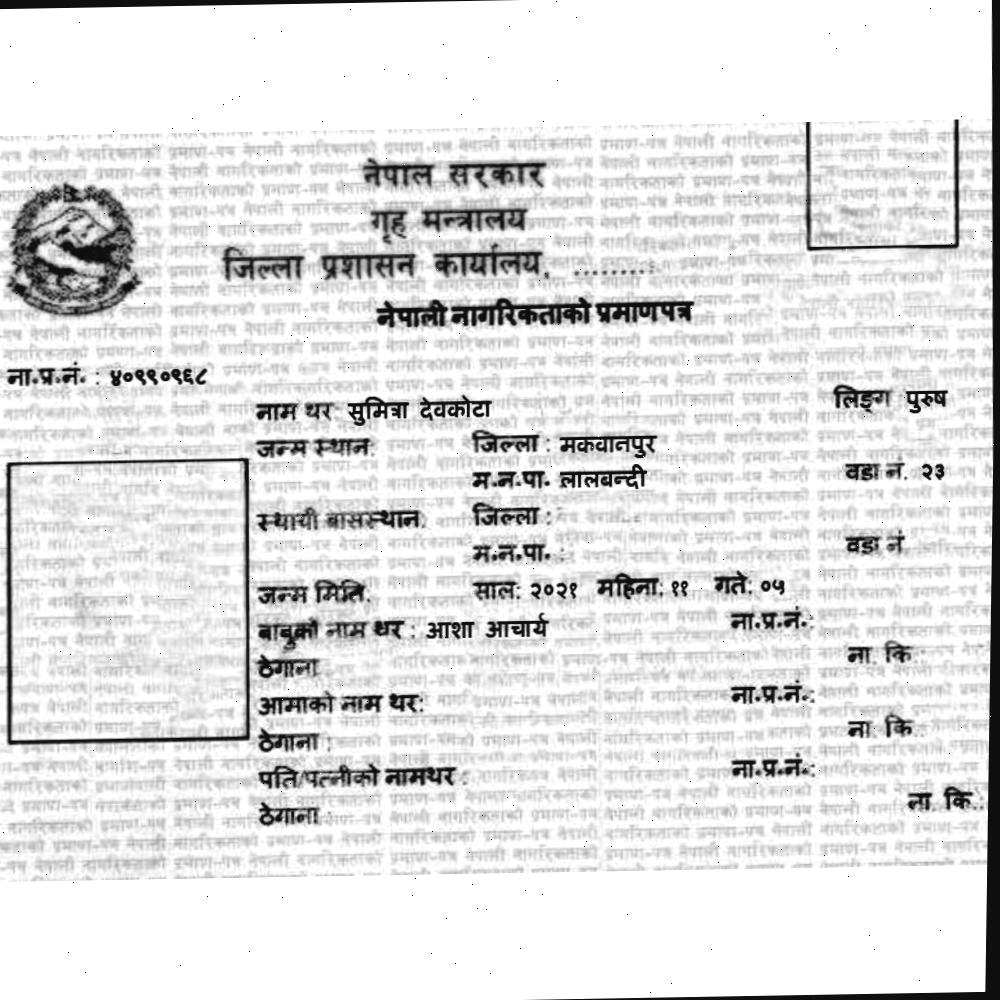 नेपाल सरकार
गृह मन्त्रालय
जिल्ला प्रशासन कार्यालय, .........
नेपाली नागरिकताको प्रमाणपत्र
ना.प्र.नं. : ४०९९०९६८
नाम थर: सुमित्रा देवकोटा लिङ्ग पुरुष
जन्म स्थान: जिल्ला : मकवानपुर
म.न.पा. लालबन्दी वडा नं. २३
स्थायी बासस्थान: जिल्ला :
म.न.पा. : वडा नं
जन्म मिति: साल: २०२१ महिना: ११ गते: ०५
बाबुको नाम थर : आशा आचार्य ना.प्र.नं.:
ठेगाना ना. कि.:
आमाको नाम थर: ना.प्र.नं.:
ठेगाना : ना. कि.:
पति/पत्नीको नामथर : ना.प्र.नं.:
ठेगाना : ना. कि.: